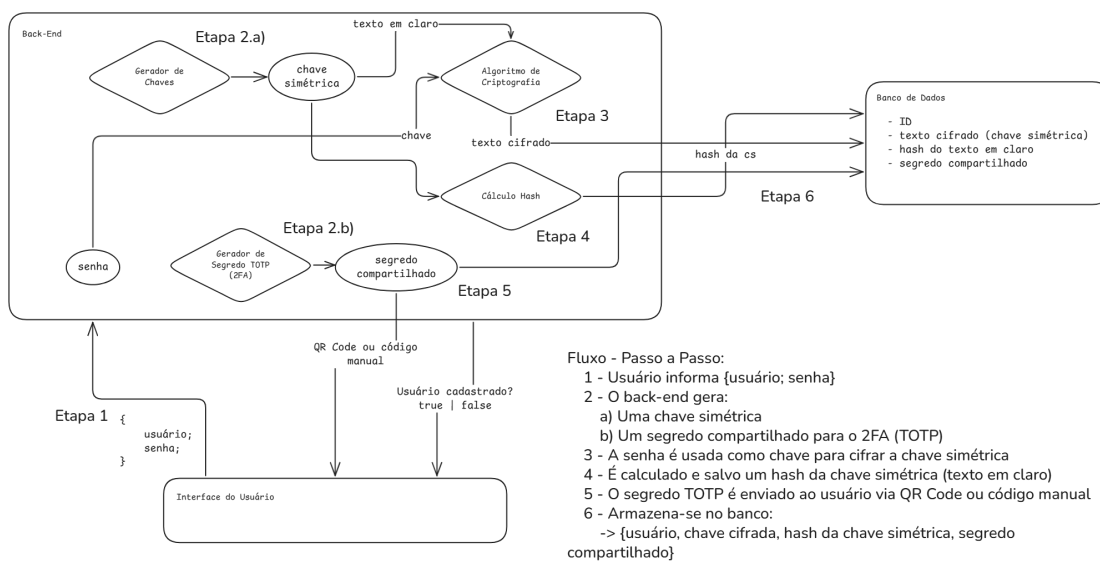 Back-End
Etapa 2.a)
texto em claro
Gerador de
Chaves
chave
simétrica
Algoritmo de
Criptografia
Etapa 3
chave
texto cifrado
hash da cs
Banco de Dados
- ID
- texto cifrado (chave simétrica)
- hash do texto em claro
- segredo compartilhado
Cálculo Hash
Etapa 6
Etapa 4
Etapa 2.b)
senha
Gerador de
Segredo TOTP
(2FA)
segredo
compartilhado
Etapa 5
QR Code ou código
manual
Usuário cadastrado?
true | false
Etapa 1
{
usuário;
senha;
}
Interface do Usuário
Fluxo - Passo a Passo:
1 - Usuário informa {usuário; senha}
2 - O back-end gera:
a) Uma chave simétrica
b) Um segredo compartilhado para o 2FA (TOTP)
3 - A senha é usada como chave para cifrar a chave simétrica
4 - É calculado e salvo um hash da chave simétrica (texto em claro)
5 - O segredo TOTP é enviado ao usuário via QR Code ou código manual
6 - Armazena-se no banco:
-> {usuário, chave cifrada, hash da chave simétrica, segredo
compartilhado}